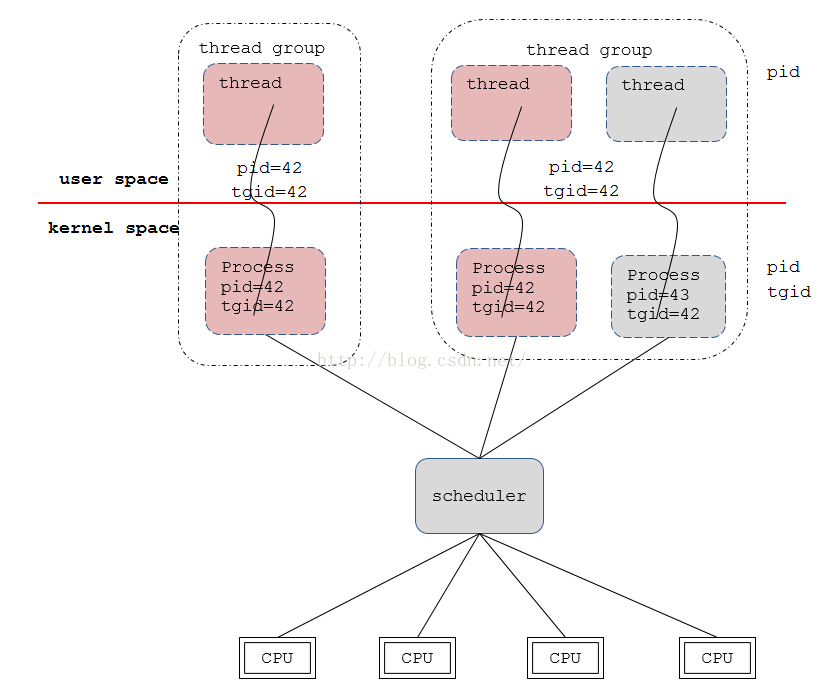 thread group
thread group
thread
thread
thread
pid
pid=42
tgid=42
pid=42
tgid=42
user space
kernel space
Process
pid=42
tgid=42
Process
pid=42
tgid=42
Process
pid=43
tgid=42
pid
tgid
http://blog.csdn.net/
scheduler
CPU
CPU
CPU
CPU